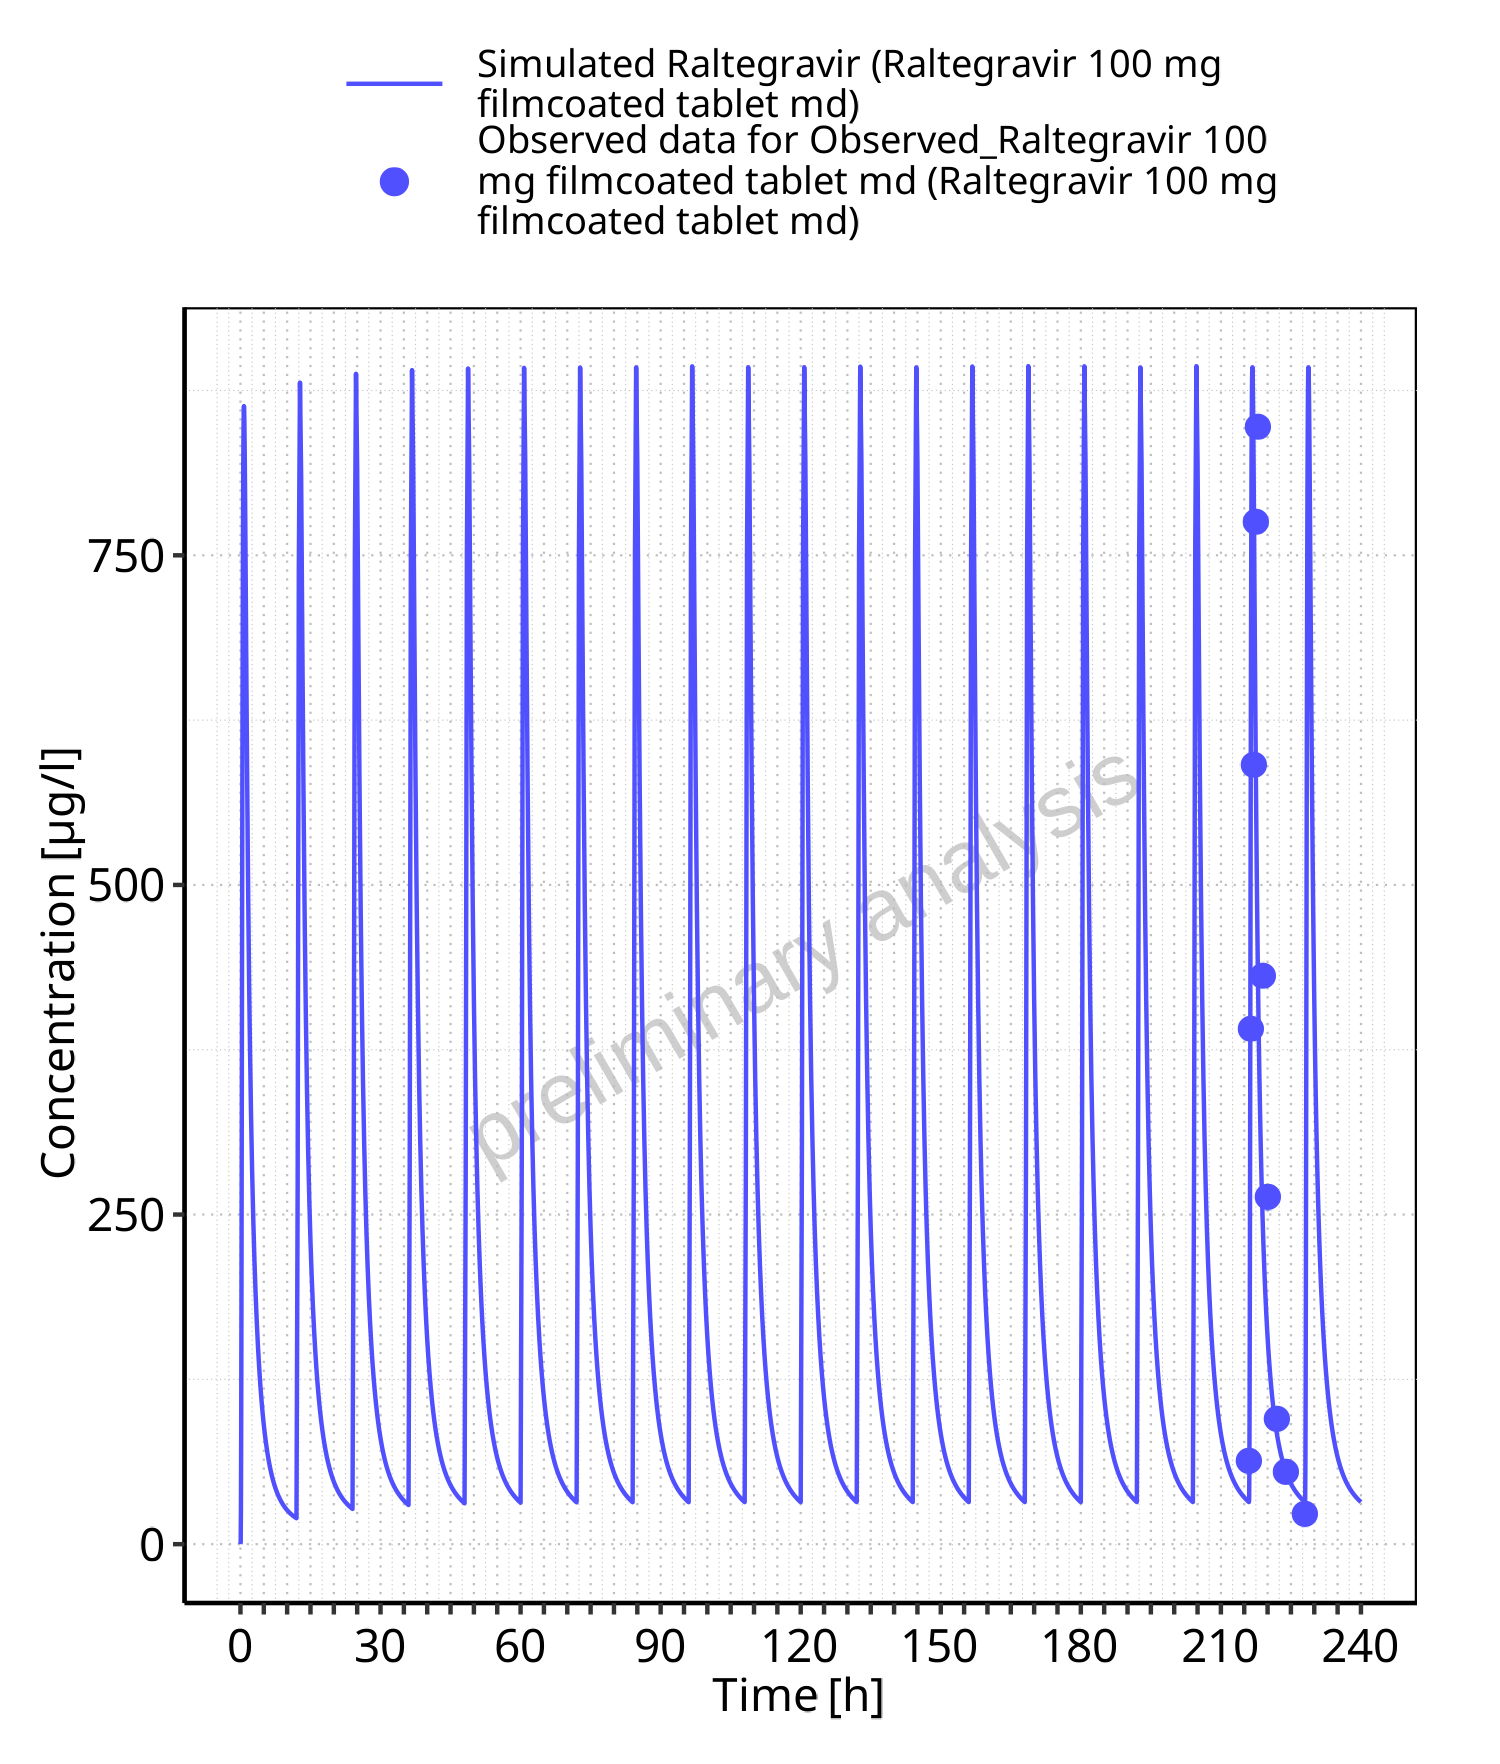 Simulated Raltegravir (Raltegravir 100 mg
filmcoated tablet md)
Observed data for Observed_Raltegravir 100
mg filmcoated tablet md (Raltegravir 100 mg
filmcoated tablet md)
750
500
250
0
Concentration [µg/l]
preliminary analysis
0 30 60 90 120 150 180 210 240
Time [h]